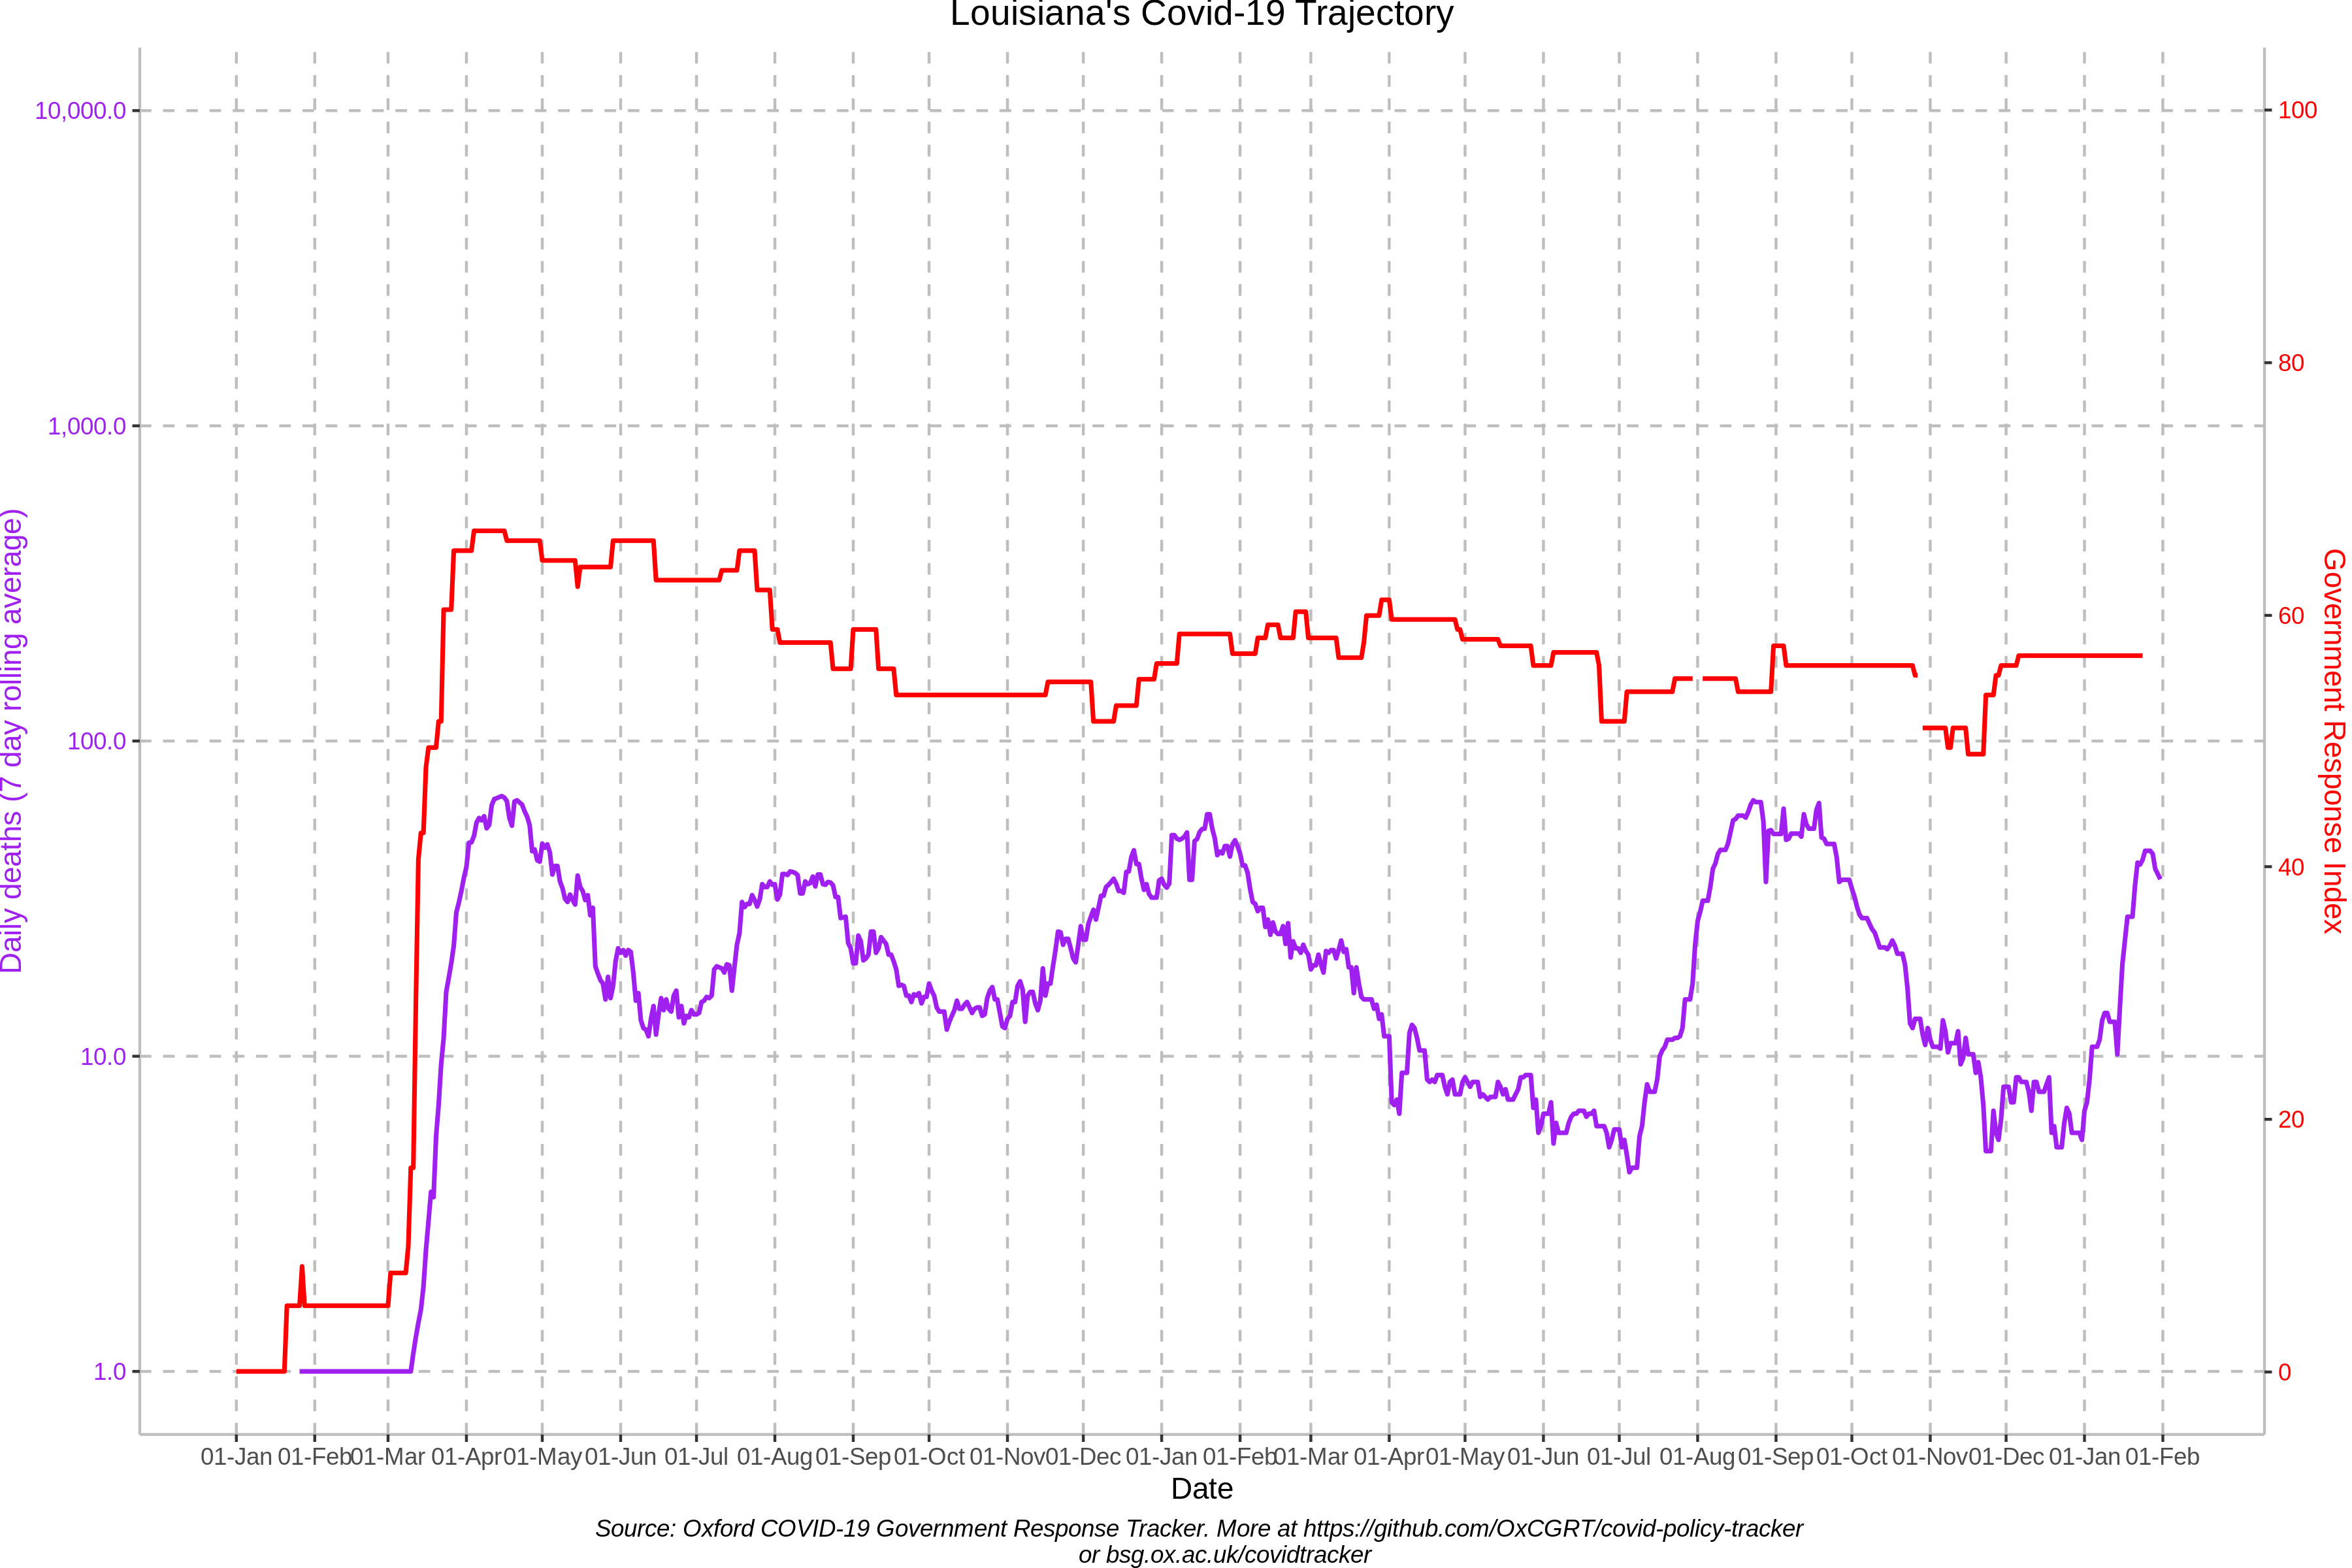 Louisiana's Covid-19 Trajectory
10,000.0
1,000.0
100.0
10.0
1.0
Daily deaths (7 day rolling average)
100
80
60
40
20
0
Government Response Index
01-Jan 01-Feb 01-Mar 01-Apr 01-May 01-Jun 01-Jul 01-Aug 01-Sep 01-Oct 01-Nov 01-Dec 01-Jan 01-Feb 01-Mar 01-Apr 01-May 01-Jun 01-Jul 01-Aug 01-Sep 01-Oct 01-Nov 01-Dec 01-Jan 01-Feb
Date
Source: Oxford COVID-19 Government Response Tracker. More at https://github.com/OxCGRT/covid-policy-tracker
or bsg.ox.ac.uk/covidtracker